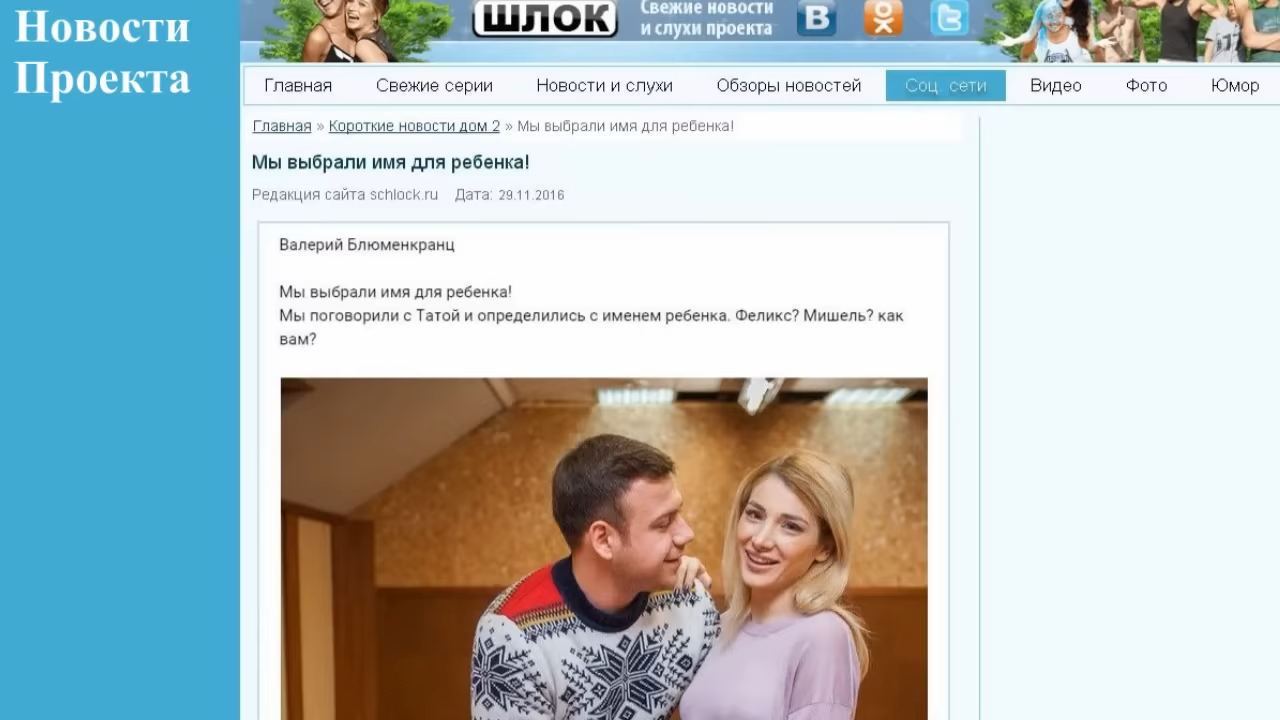 Новости
Проекта
ШЛОК
Свежие новости
и слухи проекта
В
Главная Свежие серии Новости и слухи Обзоры новостей Соц. сети Видео Фото Юмор
Главная » Короткие новости дом 2 » Мы выбрали имя для ребенка!
Мы выбрали имя для ребенка!
Редакция сайта schlock.ru Дата: 29.11.2016
Валерий Блюменкранц
Мы выбрали имя для ребенка!
Мы поговорили с Татой и определились с именем ребенка. Феликс? Мишель? как
вам?